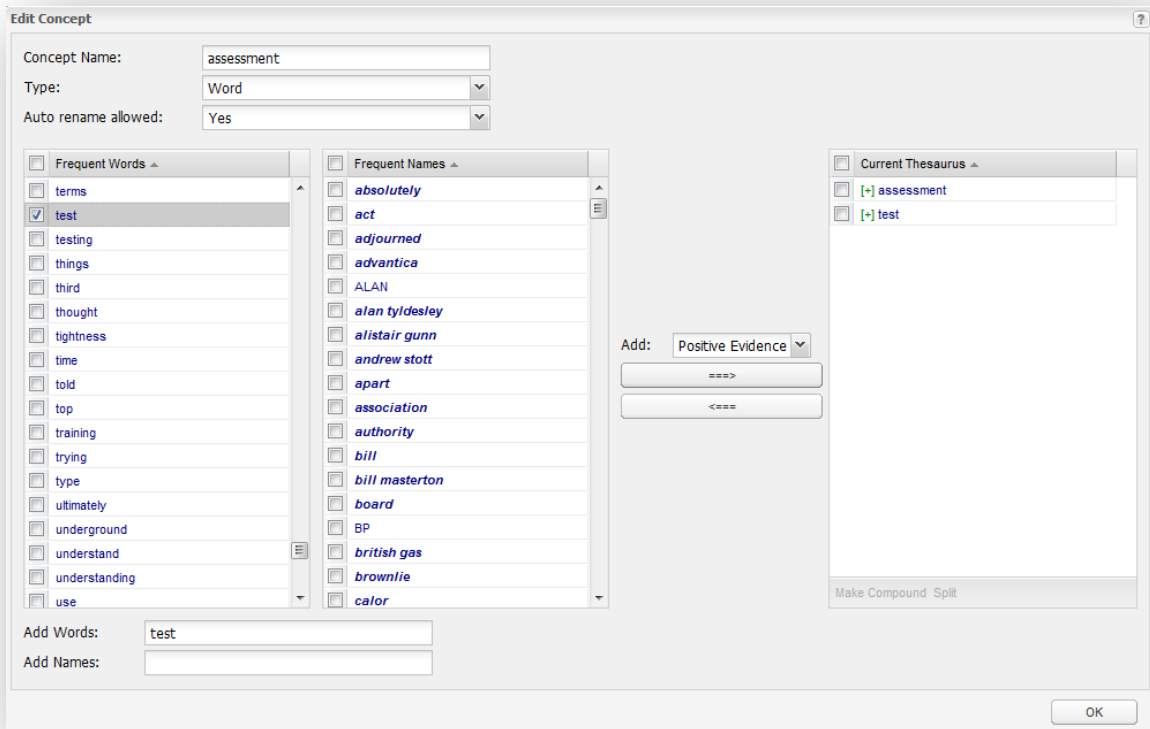 Edit Concept
?
Concept Name: assessment
Type: Word
Auto rename allowed: Yes
Frequent Words
terms
test
testing
things
third
thought
tightness
time
told
top
training
trying
type
ultimately
underground
understand
understanding
use
Frequent Names
absolutely
act
adjourned
advantica
ALAN
alan tyldesley
alistair gunn
andrew stott
apart
association
authority
bill
bill masterton
board
BP
british gas
brownlie
calor
Add: Positive Evidence
===>
<===
Current Thesaurus
[+] assessment
[+] test
Make Compound Split
Add Words: test
Add Names:
OK